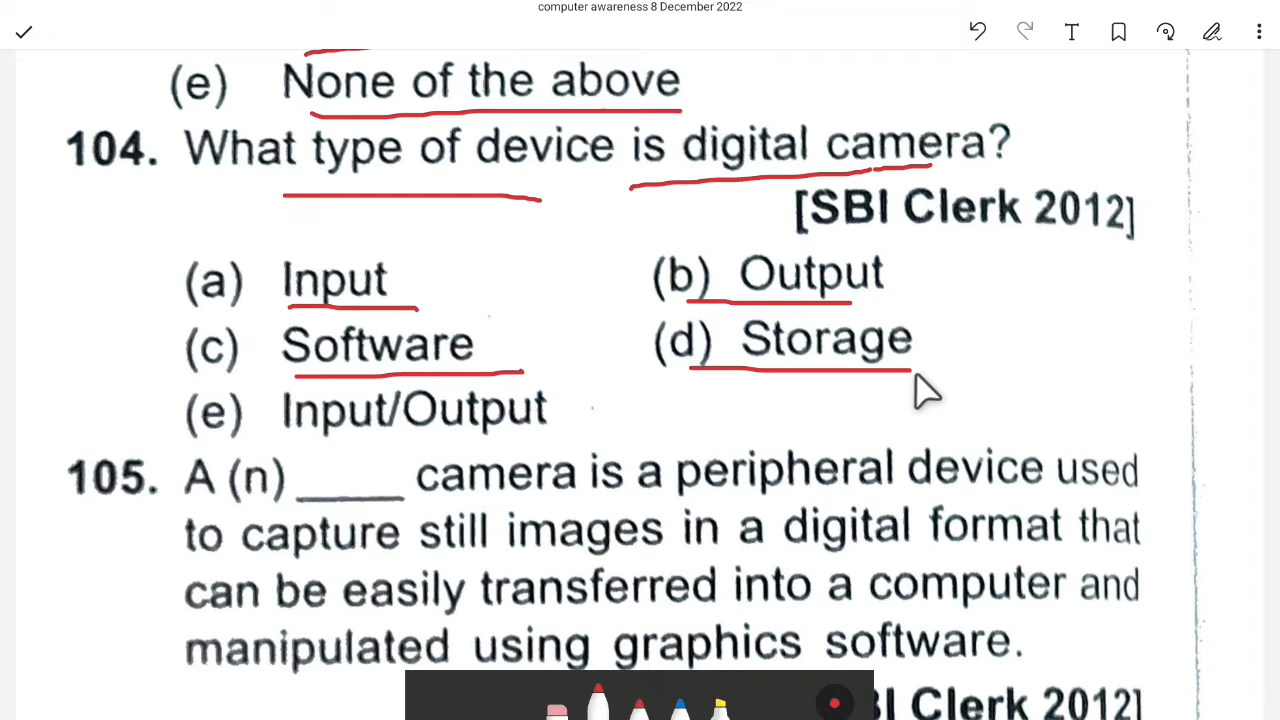 computer awareness 8 December 2022
(e) None of the above
104. What type of device is digital camera?
[SBI Clerk 2012]
(a) Input (b) Output
(c) Software (d) Storage
(e) Input/Output
105. A (n) _____ camera is a peripheral device used
to capture still images in a digital format that
can be easily transferred into a computer and
manipulated using graphics software.
Clerk 2012]